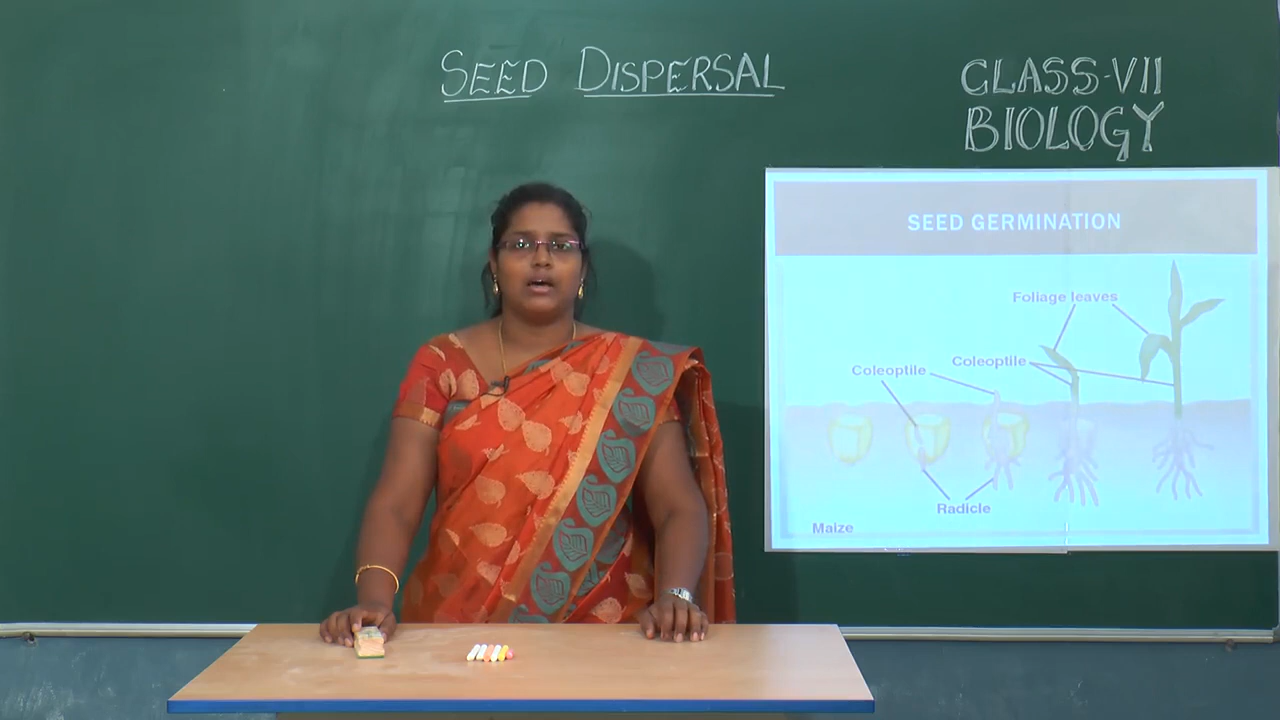 SEED DISPERSAL
CLASS-VII
BIOLOGY
SEED GERMINATION
Foliage leaves
Coleoptile
Coleoptile
Radicle
Maize